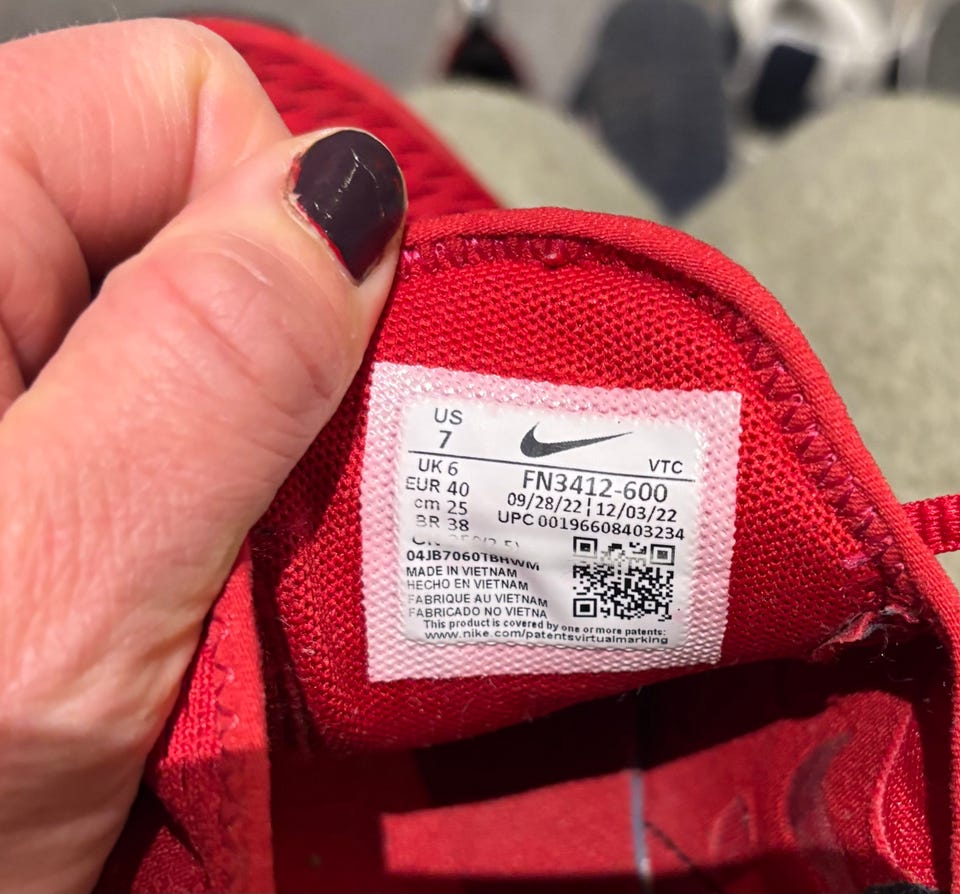 US
7
VTC
UK 6
FN3412-600
EUR 40
09/28/22 | 12/03/22
cm 25
UPC 00196608403234
BR 38
MADE IN VIETNAM
HECHO EN VIETNAM
FABRIQUE AU VIETNAM
FABRICADO NO VIETNA
This product is covered by one or more patents:
www.nike.com/patentsvirtualmarking